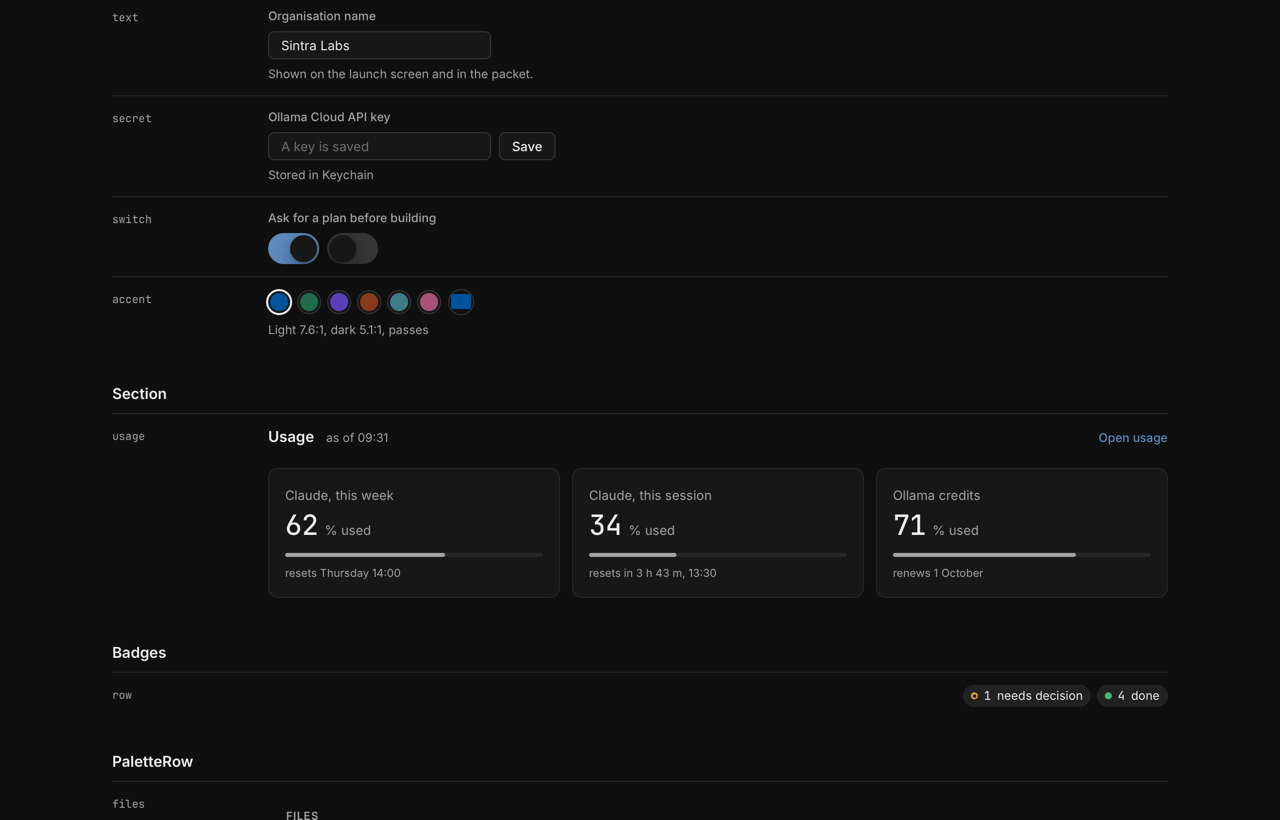 text
Organisation name
Sintra Labs
Shown on the launch screen and in the packet.
secret
Ollama Cloud API key
A key is saved
Save
Stored in Keychain
switch
Ask for a plan before building
accent
Light 7.6:1, dark 5.1:1, passes
Section
usage
Usage as of 09:31
Open usage
Claude, this week
62 % used
resets Thursday 14:00
Claude, this session
34 % used
resets in 3 h 43 m, 13:30
Ollama credits
71 % used
renews 1 October
Badges
row
1 needs decision
4 done
PaletteRow
files
FILES